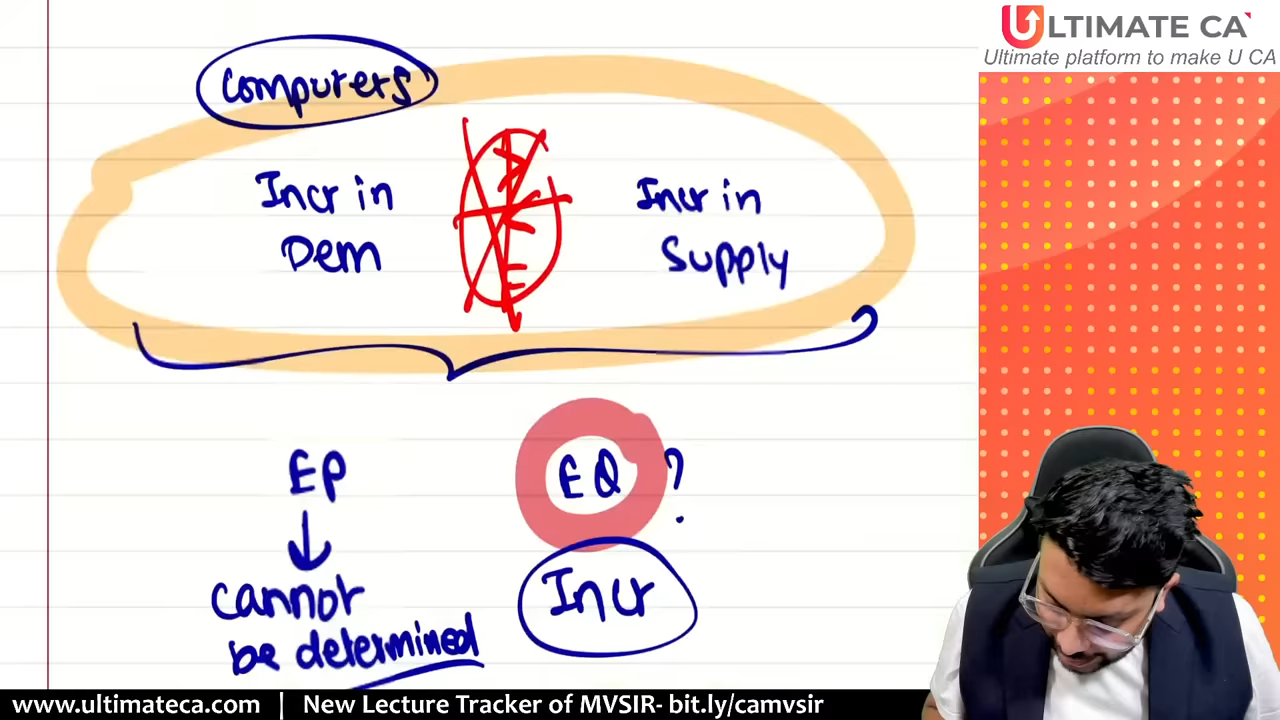 ULTIMATE CA
Ultimate platform to make U CA
Computers
Incr in
Dem
Incr in
Supply
EP
EQ ?
cannot
be determined
Incr
www.ultimateca.com | New Lecture Tracker of MVSIR- bit.ly/camvsir